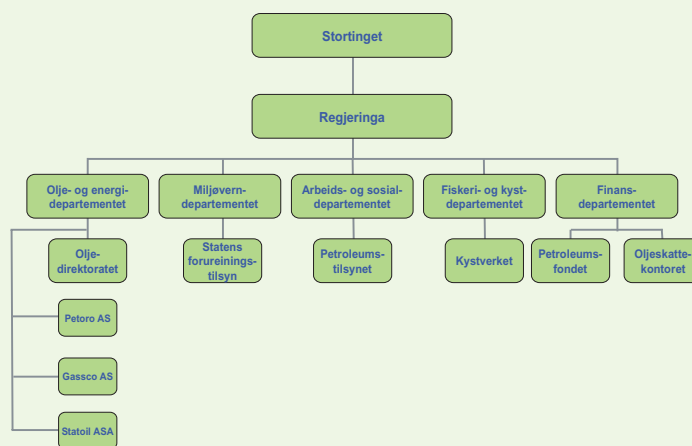 Stortinget
Regjeringa
Olje- og energi-
departementet
Miljøvern-
departementet
Arbeids- og sosial-
departementet
Fiskeri- og kyst-
departementet
Finans-
departementet
Olje-
direktoratet
Statens
forureinings-
tilsyn
Petroleums-
tilsynet
Kystverket
Petroleums-
fondet
Oljeskatte-
kontoret
Petoro AS
Gassco AS
Statoil ASA